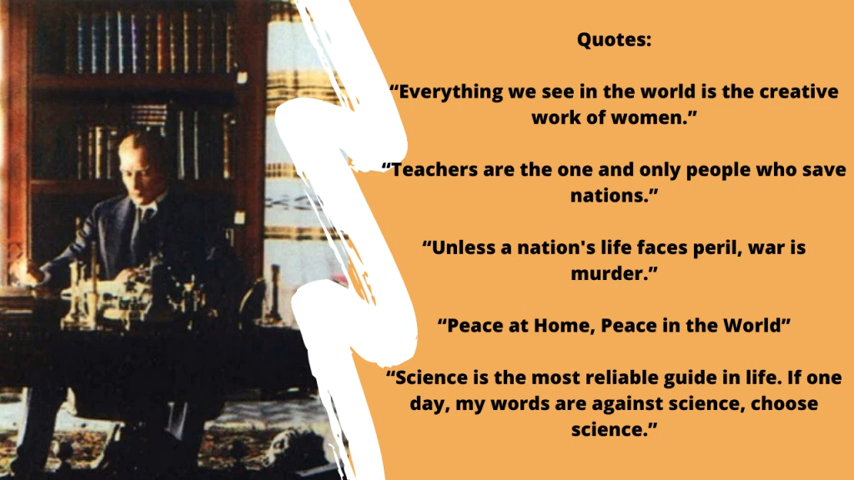 Quotes:
“Everything we see in the world is the creative
work of women.”
“Teachers are the one and only people who save
nations.”
“Unless a nation's life faces peril, war is
murder.”
“Peace at Home, Peace in the World”
“Science is the most reliable guide in life. If one
day, my words are against science, choose
science.”